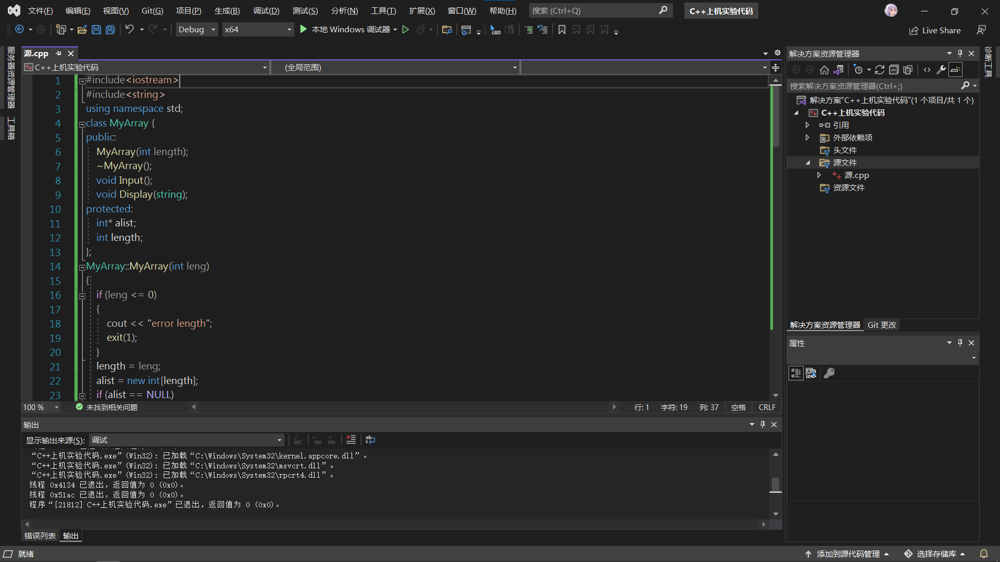 文件(F) 编辑(E) 视图(V) Git(G) 项目(P) 生成(B) 调试(D) 测试(S) 分析(N) 工具(T) 扩展(X) 窗口(W) 帮助(H) 搜索 (Ctrl+Q) C++上机实验代码
Debug x64 本地 Windows 调试器 Live Share
服务器资源管理器
工具箱
源.cpp
C++上机实验代码 (全局范围)
1 #include<iostream>
2 #include<string>
3 using namespace std;
4 class MyArray {
5 public:
6 MyArray(int length);
7 ~MyArray();
8 void Input();
9 void Display(string);
10 protected:
11 int* alist;
12 int length;
13 };
14 MyArray::MyArray(int leng)
15 {
16 if (leng <= 0)
17 {
18 cout << "error length";
19 exit(1);
20 }
21 length = leng;
22 alist = new int[length];
23 if (alist == NULL)
100 % 未找到相关问题 行: 1 字符: 19 列: 37 空格 CRLF
输出
显示输出来源(S): 调试
“C++上机实验代码.exe”(Win32): 已加载“C:\Windows\System32\kernel.appcore.dll”。
“C++上机实验代码.exe”(Win32): 已加载“C:\Windows\System32\msvcrt.dll”。
“C++上机实验代码.exe”(Win32): 已加载“C:\Windows\System32\rpcrt4.dll”。
线程 0x4134 已退出，返回值为 0 (0x0)。
线程 0x51ac 已退出，返回值为 0 (0x0)。
程序“[21812] C++上机实验代码.exe”已退出，返回值为 0 (0x0)。
错误列表 输出
解决方案资源管理器
搜索解决方案资源管理器(Ctrl+;)
解决方案“C++上机实验代码”(1 个项目/共 1 个)
C++上机实验代码
引用
外部依赖项
头文件
源文件
源.cpp
资源文件
解决方案资源管理器 Git 更改
属性
诊断工具
就绪 添加到源代码管理 选择存储库